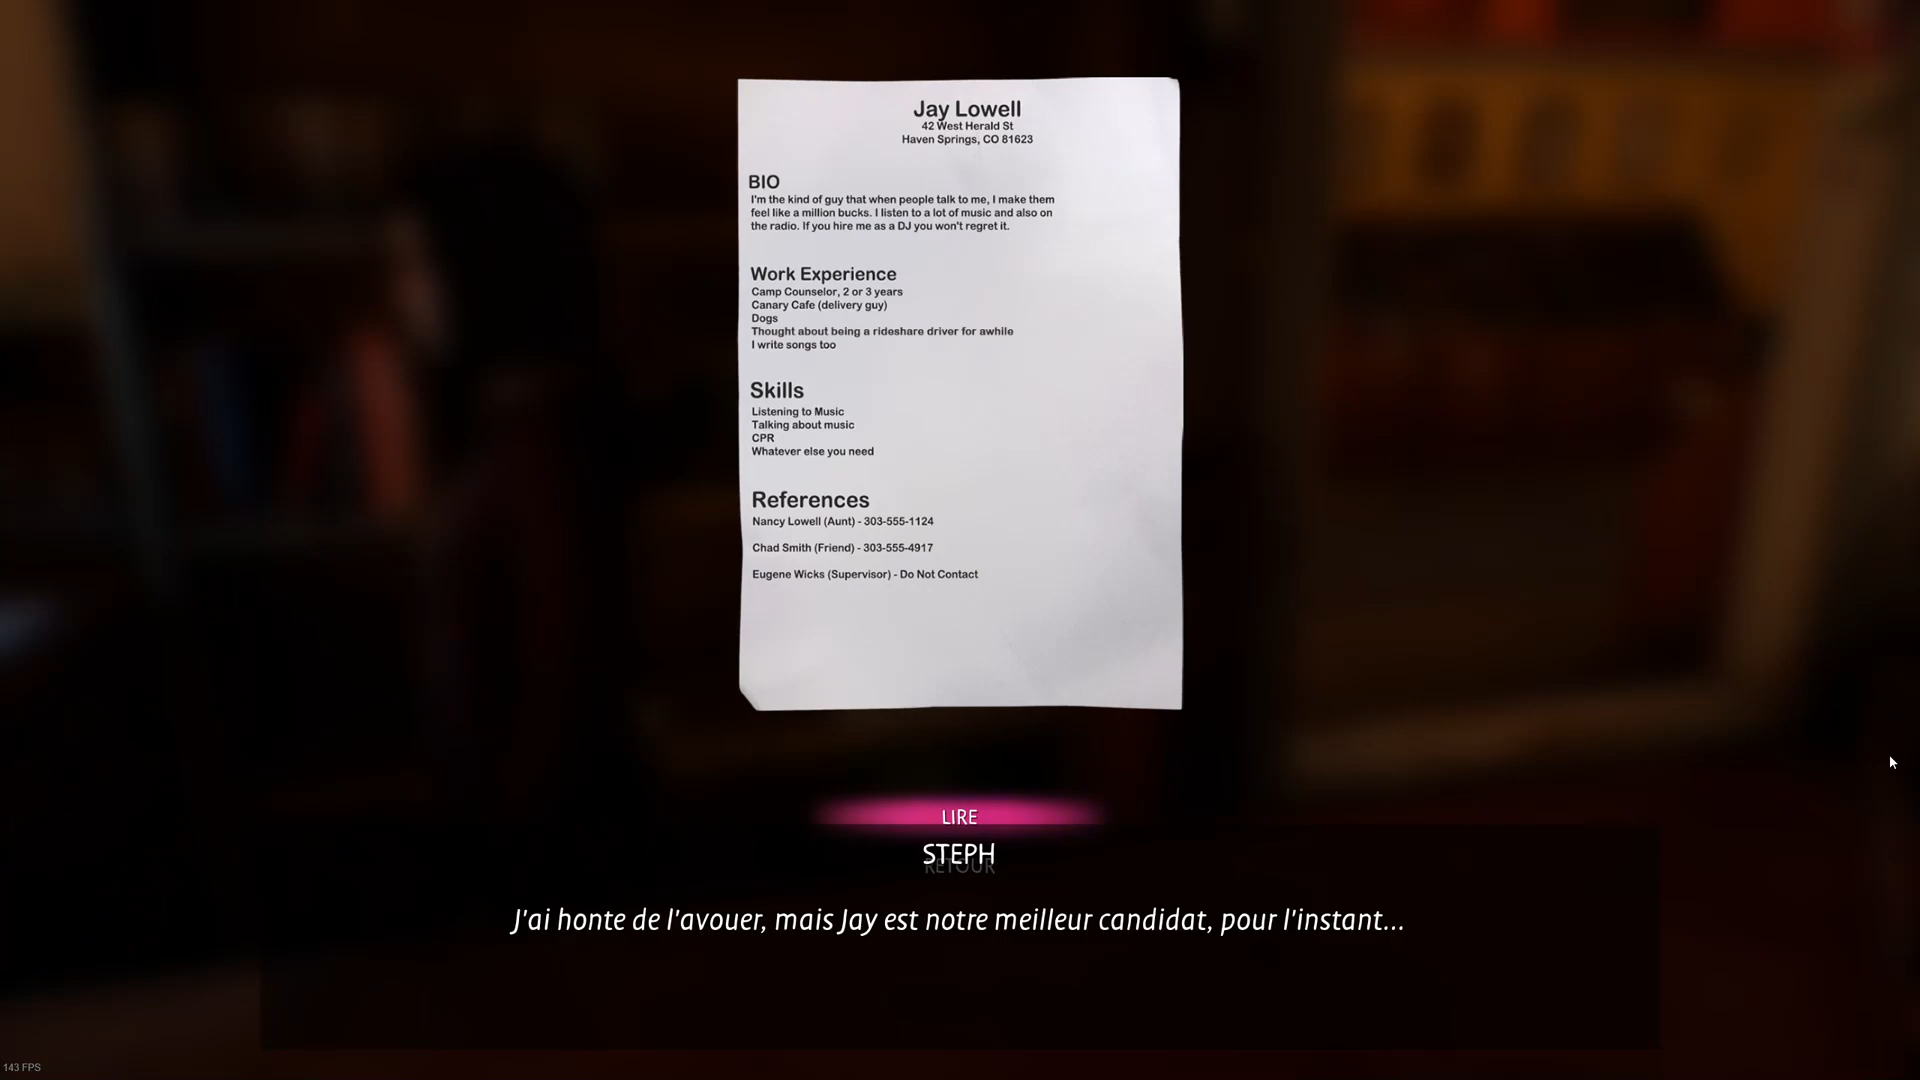 Jay Lowell
42 West Herald St
Haven Springs, CO 81623
BIO
I'm the kind of guy that when people talk to me, I make them
feel like a million bucks. I listen to a lot of music and also on
the radio. If you hire me as a DJ you won't regret it.
Work Experience
Camp Counselor, 2 or 3 years
Canary Cafe (delivery guy)
Dogs
Thought about being a rideshare driver for awhile
I write songs too
Skills
Listening to Music
Talking about music
CPR
Whatever else you need
References
Nancy Lowell (Aunt) - 303-555-1124
Chad Smith (Friend) - 303-555-4917
Eugene Wicks (Supervisor) - Do Not Contact
LIRE
STEPH
RETOUR
J'ai honte de l'avouer, mais Jay est notre meilleur candidat, pour l'instant...
143 FPS